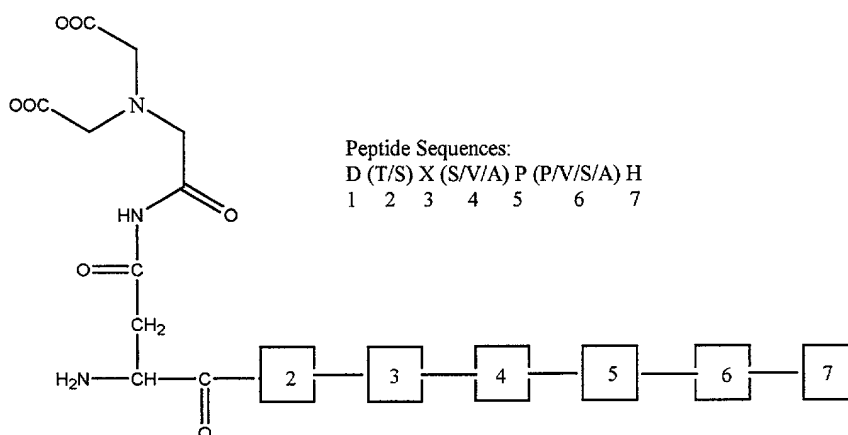 OOC
OOC
N
HN
O
Peptide Sequences:
D (T/S) X (S/V/A) P (P/V/S/A) H
1 2 3 4 5 6 7
O
C
CH₂
H₂N
CH
C
2
3
4
5
6
7
O